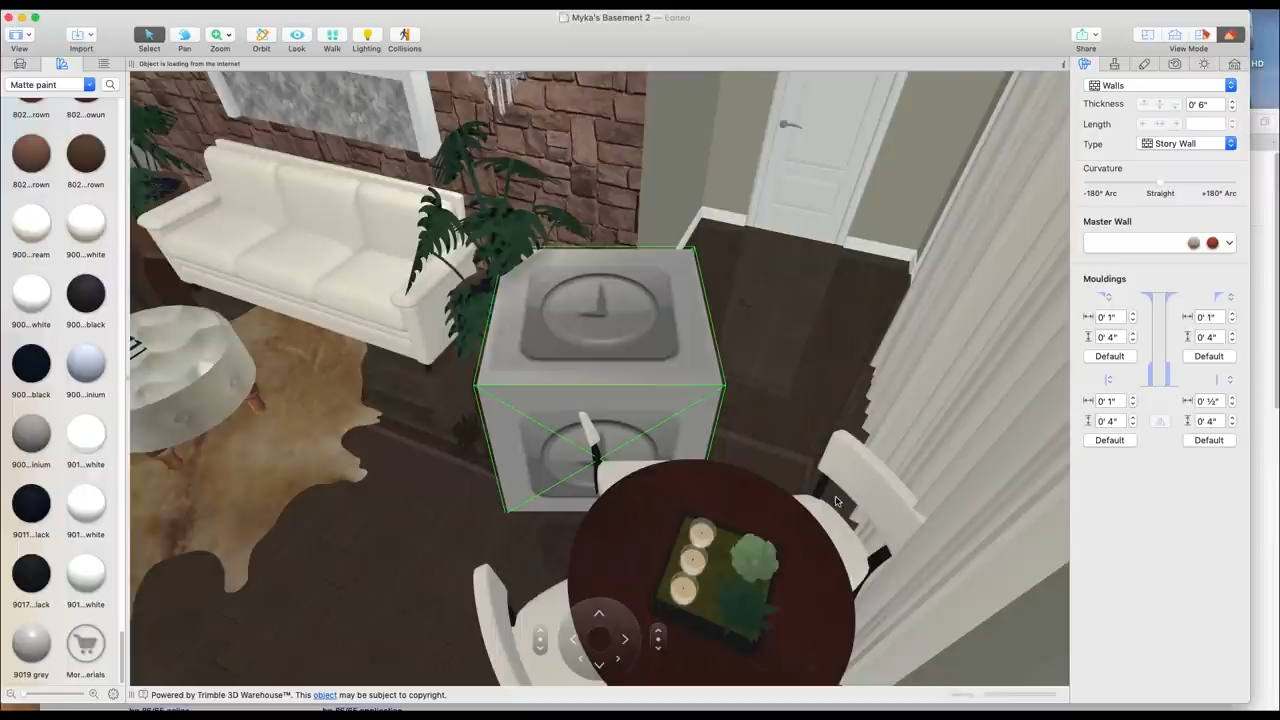 Myka's Basement 2 — Edited
View
Import
Select
Pan
Zoom
Orbit
Look
Walk
Lighting
Collisions
Share
View Mode
Object is loading from the Internet
HD
Matte paint
802...rown
802...rown
802...rown
900...ream
900...white
900...white
900...black
900...black
900...inium
900...inium
901...white
9011...lack
901...white
9017...lack
901...white
9019 grey
Mor...erials
Walls
Thickness
0' 6"
Length
Type
Story Wall
Curvature
-180° Arc
Straight
+180° Arc
Master Wall
Mouldings
0' 1"
0' 1"
0' 4"
0' 4"
Default
Default
0' 1"
0' ½"
0' 4"
0' 4"
Default
Default
Powered by Trimble 3D Warehouse™. This object may be subject to copyright.